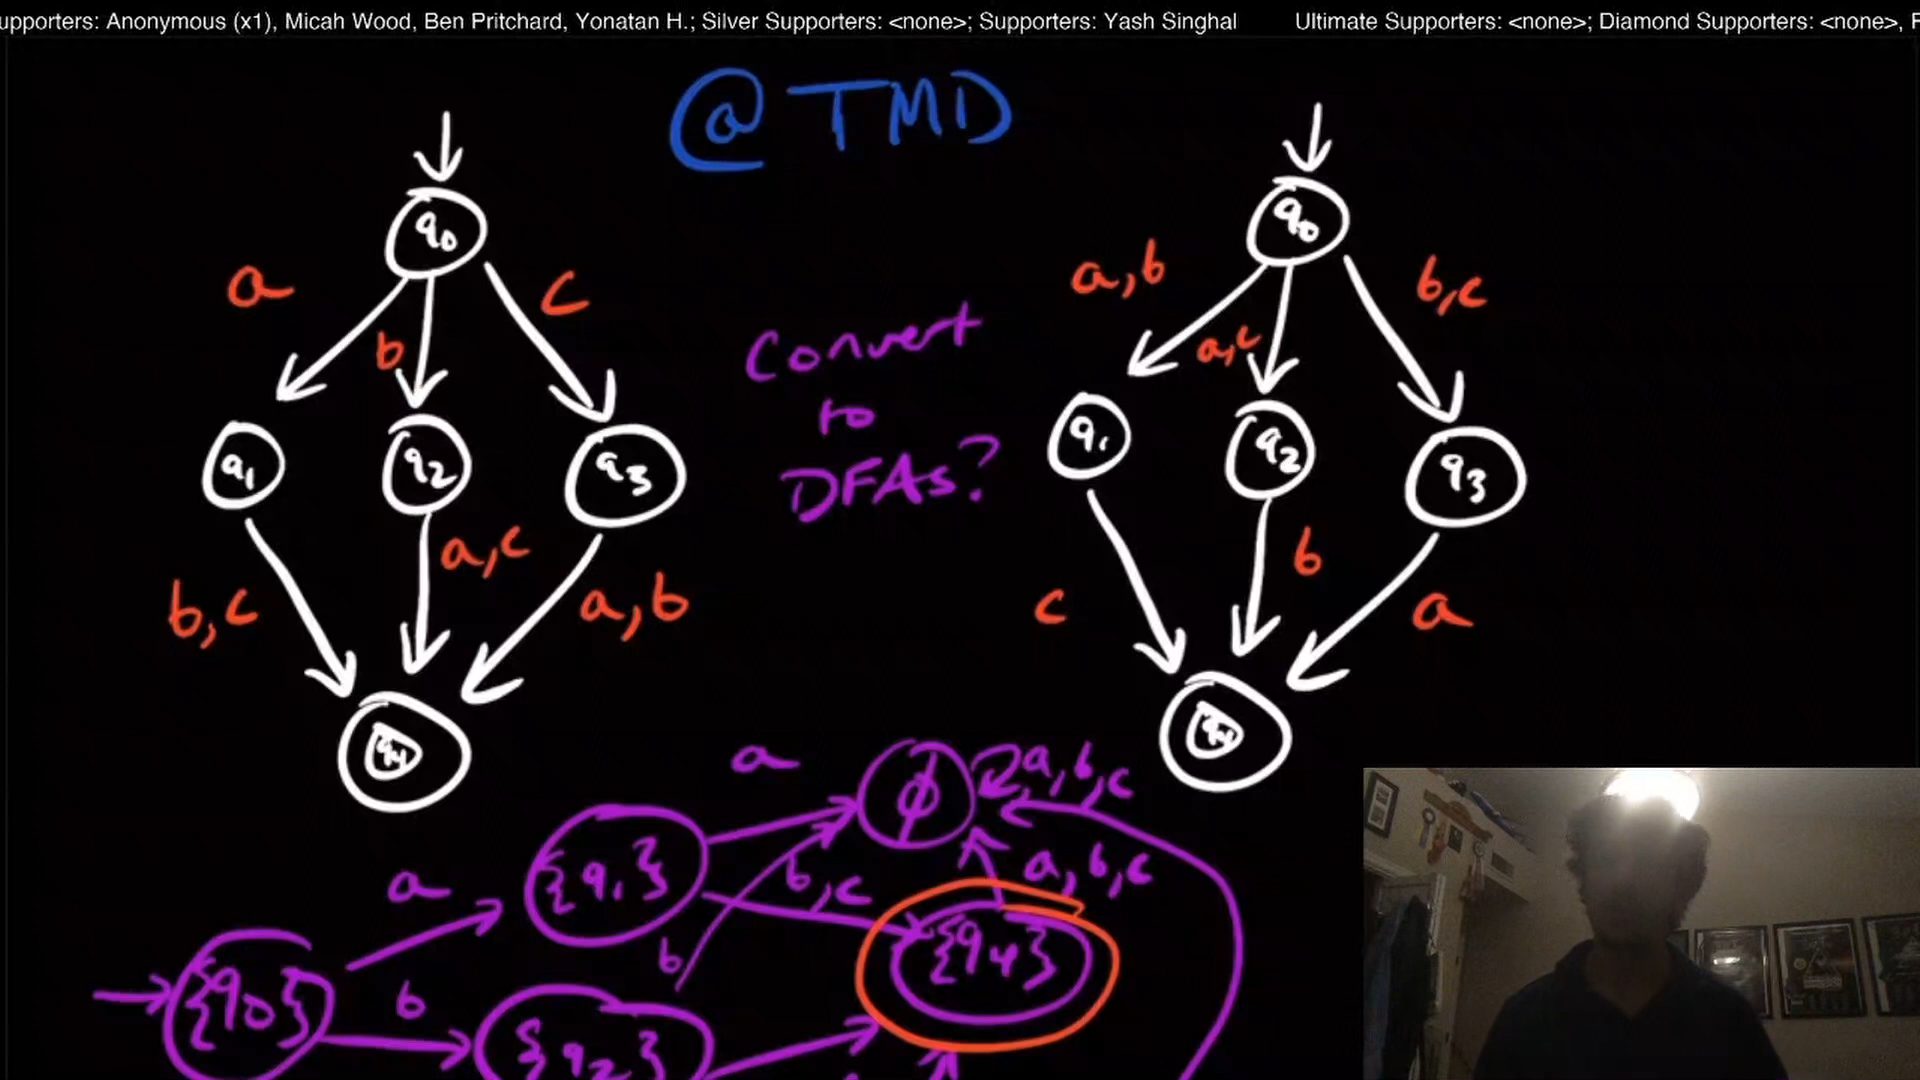 upporters: Anonymous (x1), Micah Wood, Ben Pritchard, Yonatan H.; Silver Supporters: <none>; Supporters: Yash Singhal Ultimate Supporters: <none>; Diamond Supporters: <none>, F
@TMD
q0
a
b
c
q1
q2
q3
b,c
a,c
a,b
q4
Convert
to
DFAs?
q0
a,b
a,c
b,c
q1
q2
q3
c
b
a
q4
a
ϕ
a,b,c
{q1}
b,c
a,b,c
a
{q4}
b
{q0}
b
{q2}